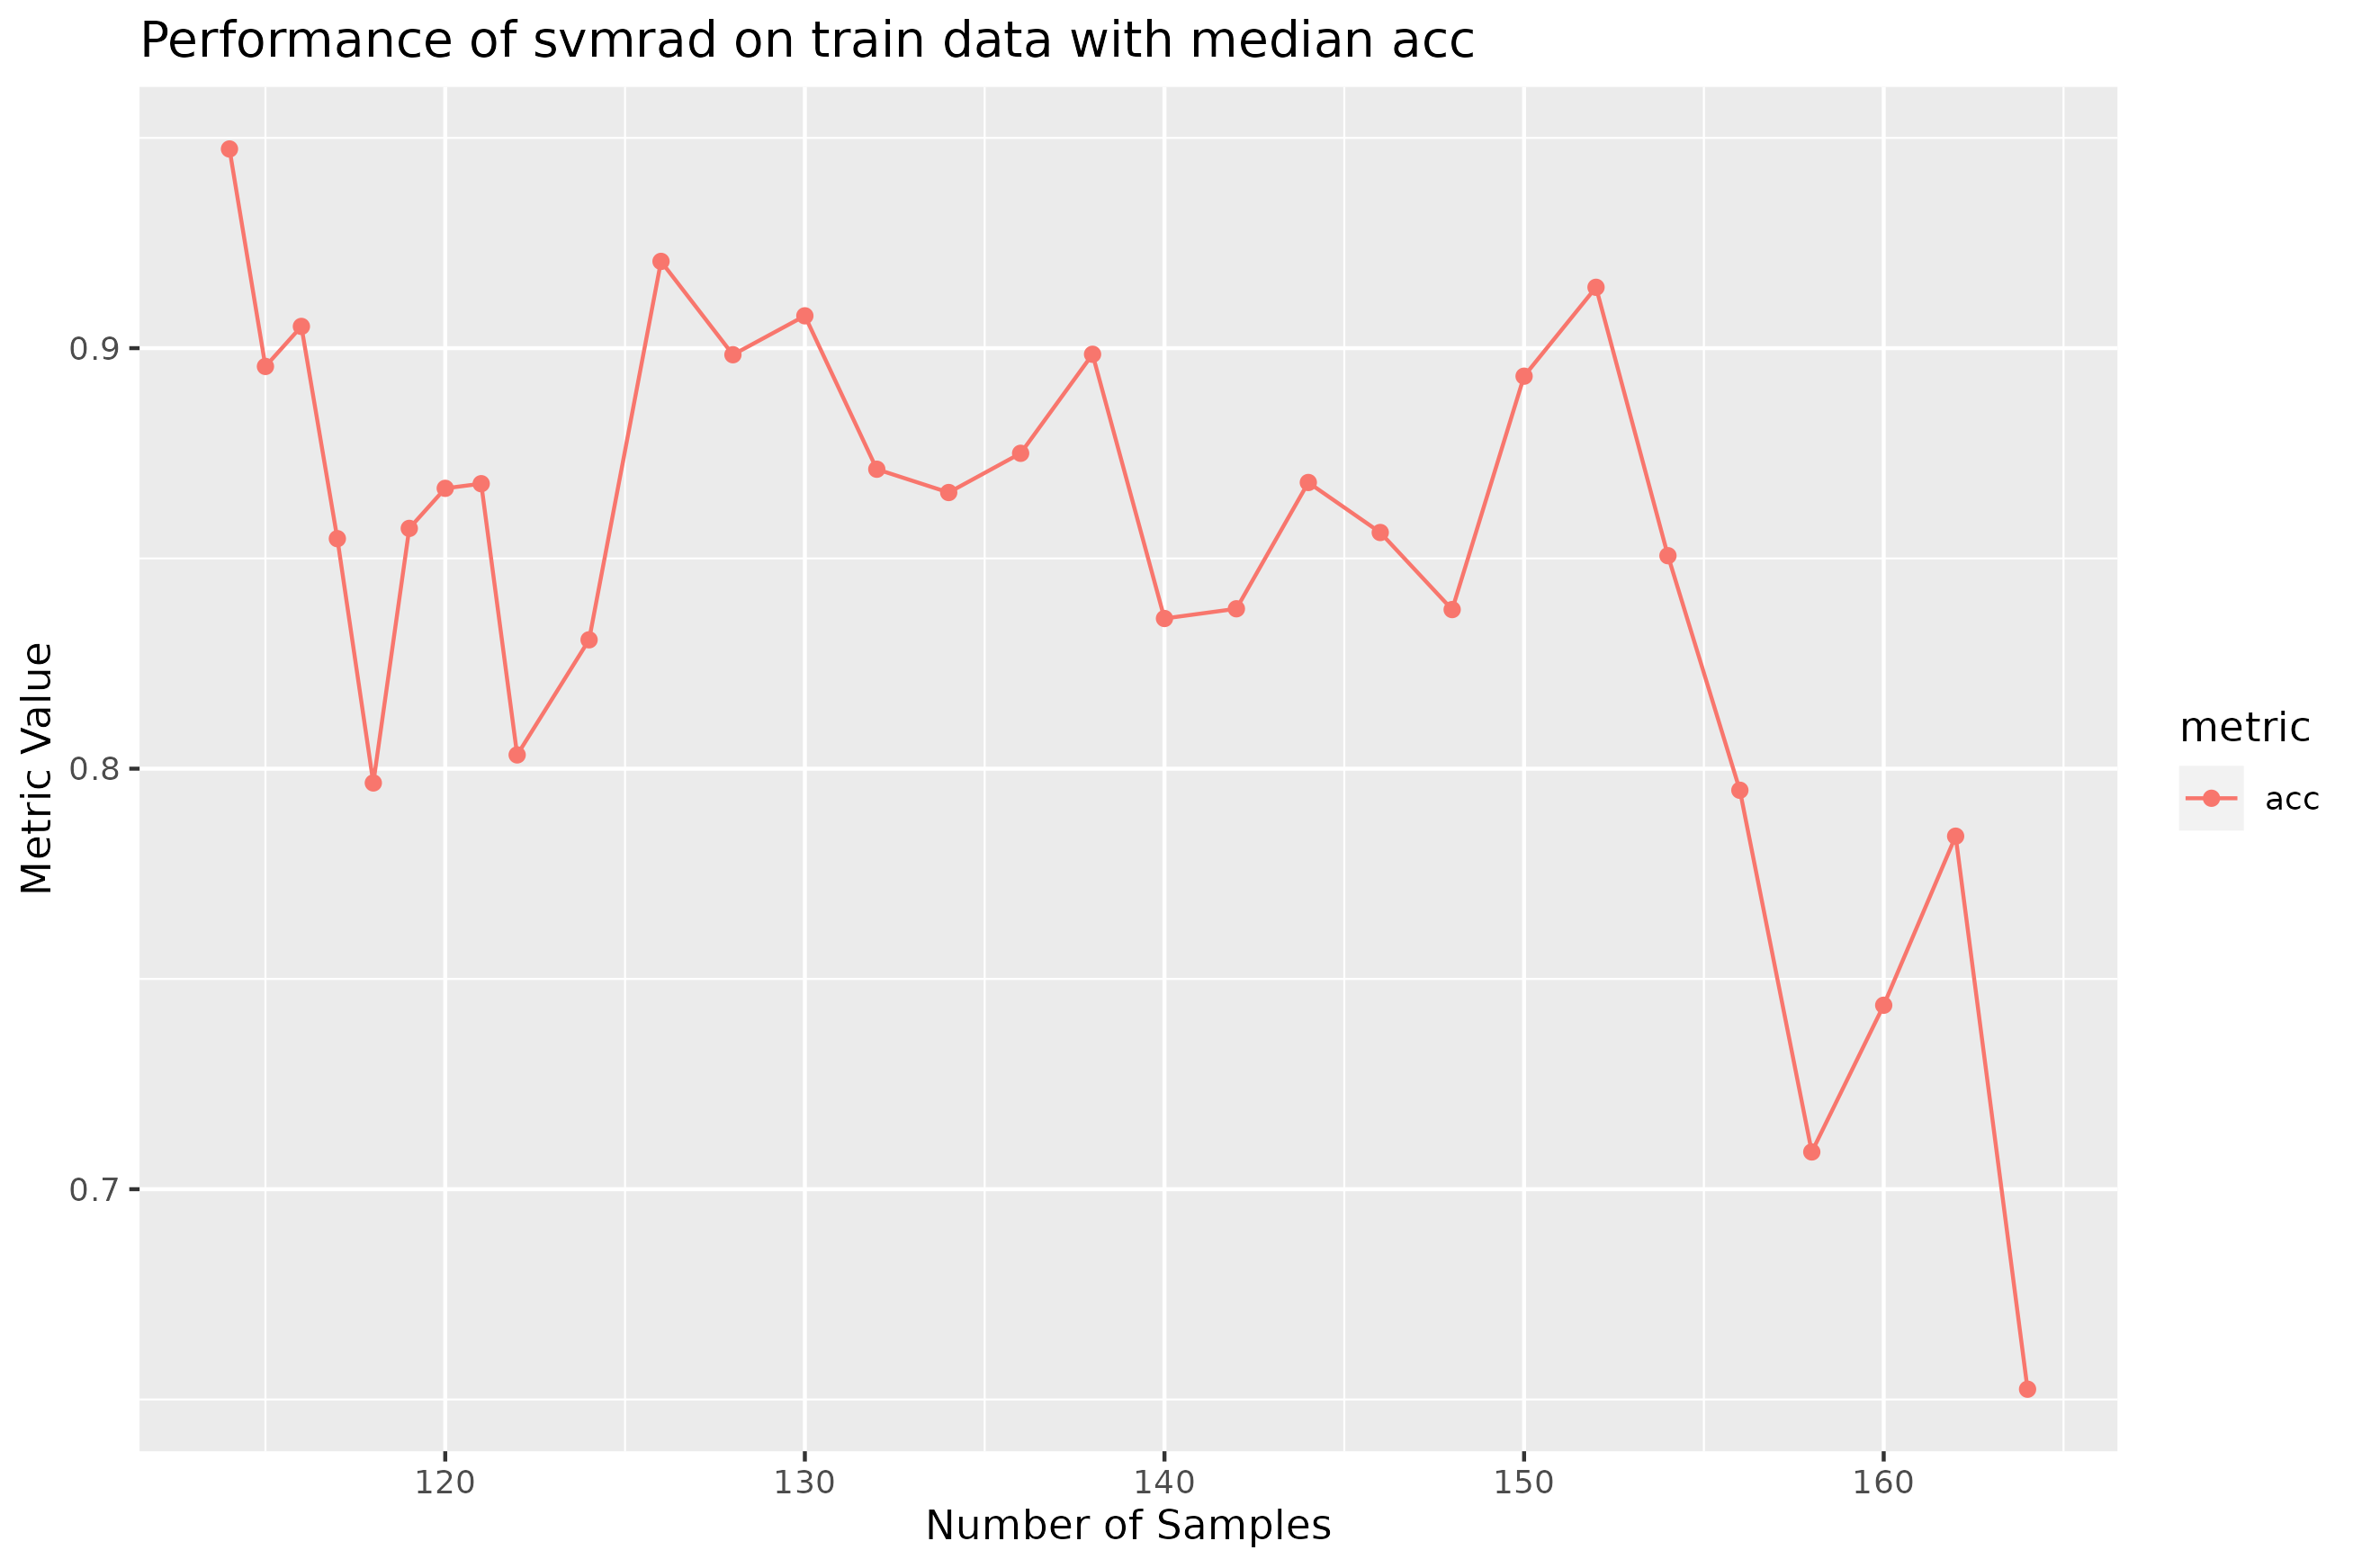 Performance of svmrad on train data with median acc
Metric Value
0.9
0.8
0.7
120 130 140 150 160
Number of Samples
metric
acc